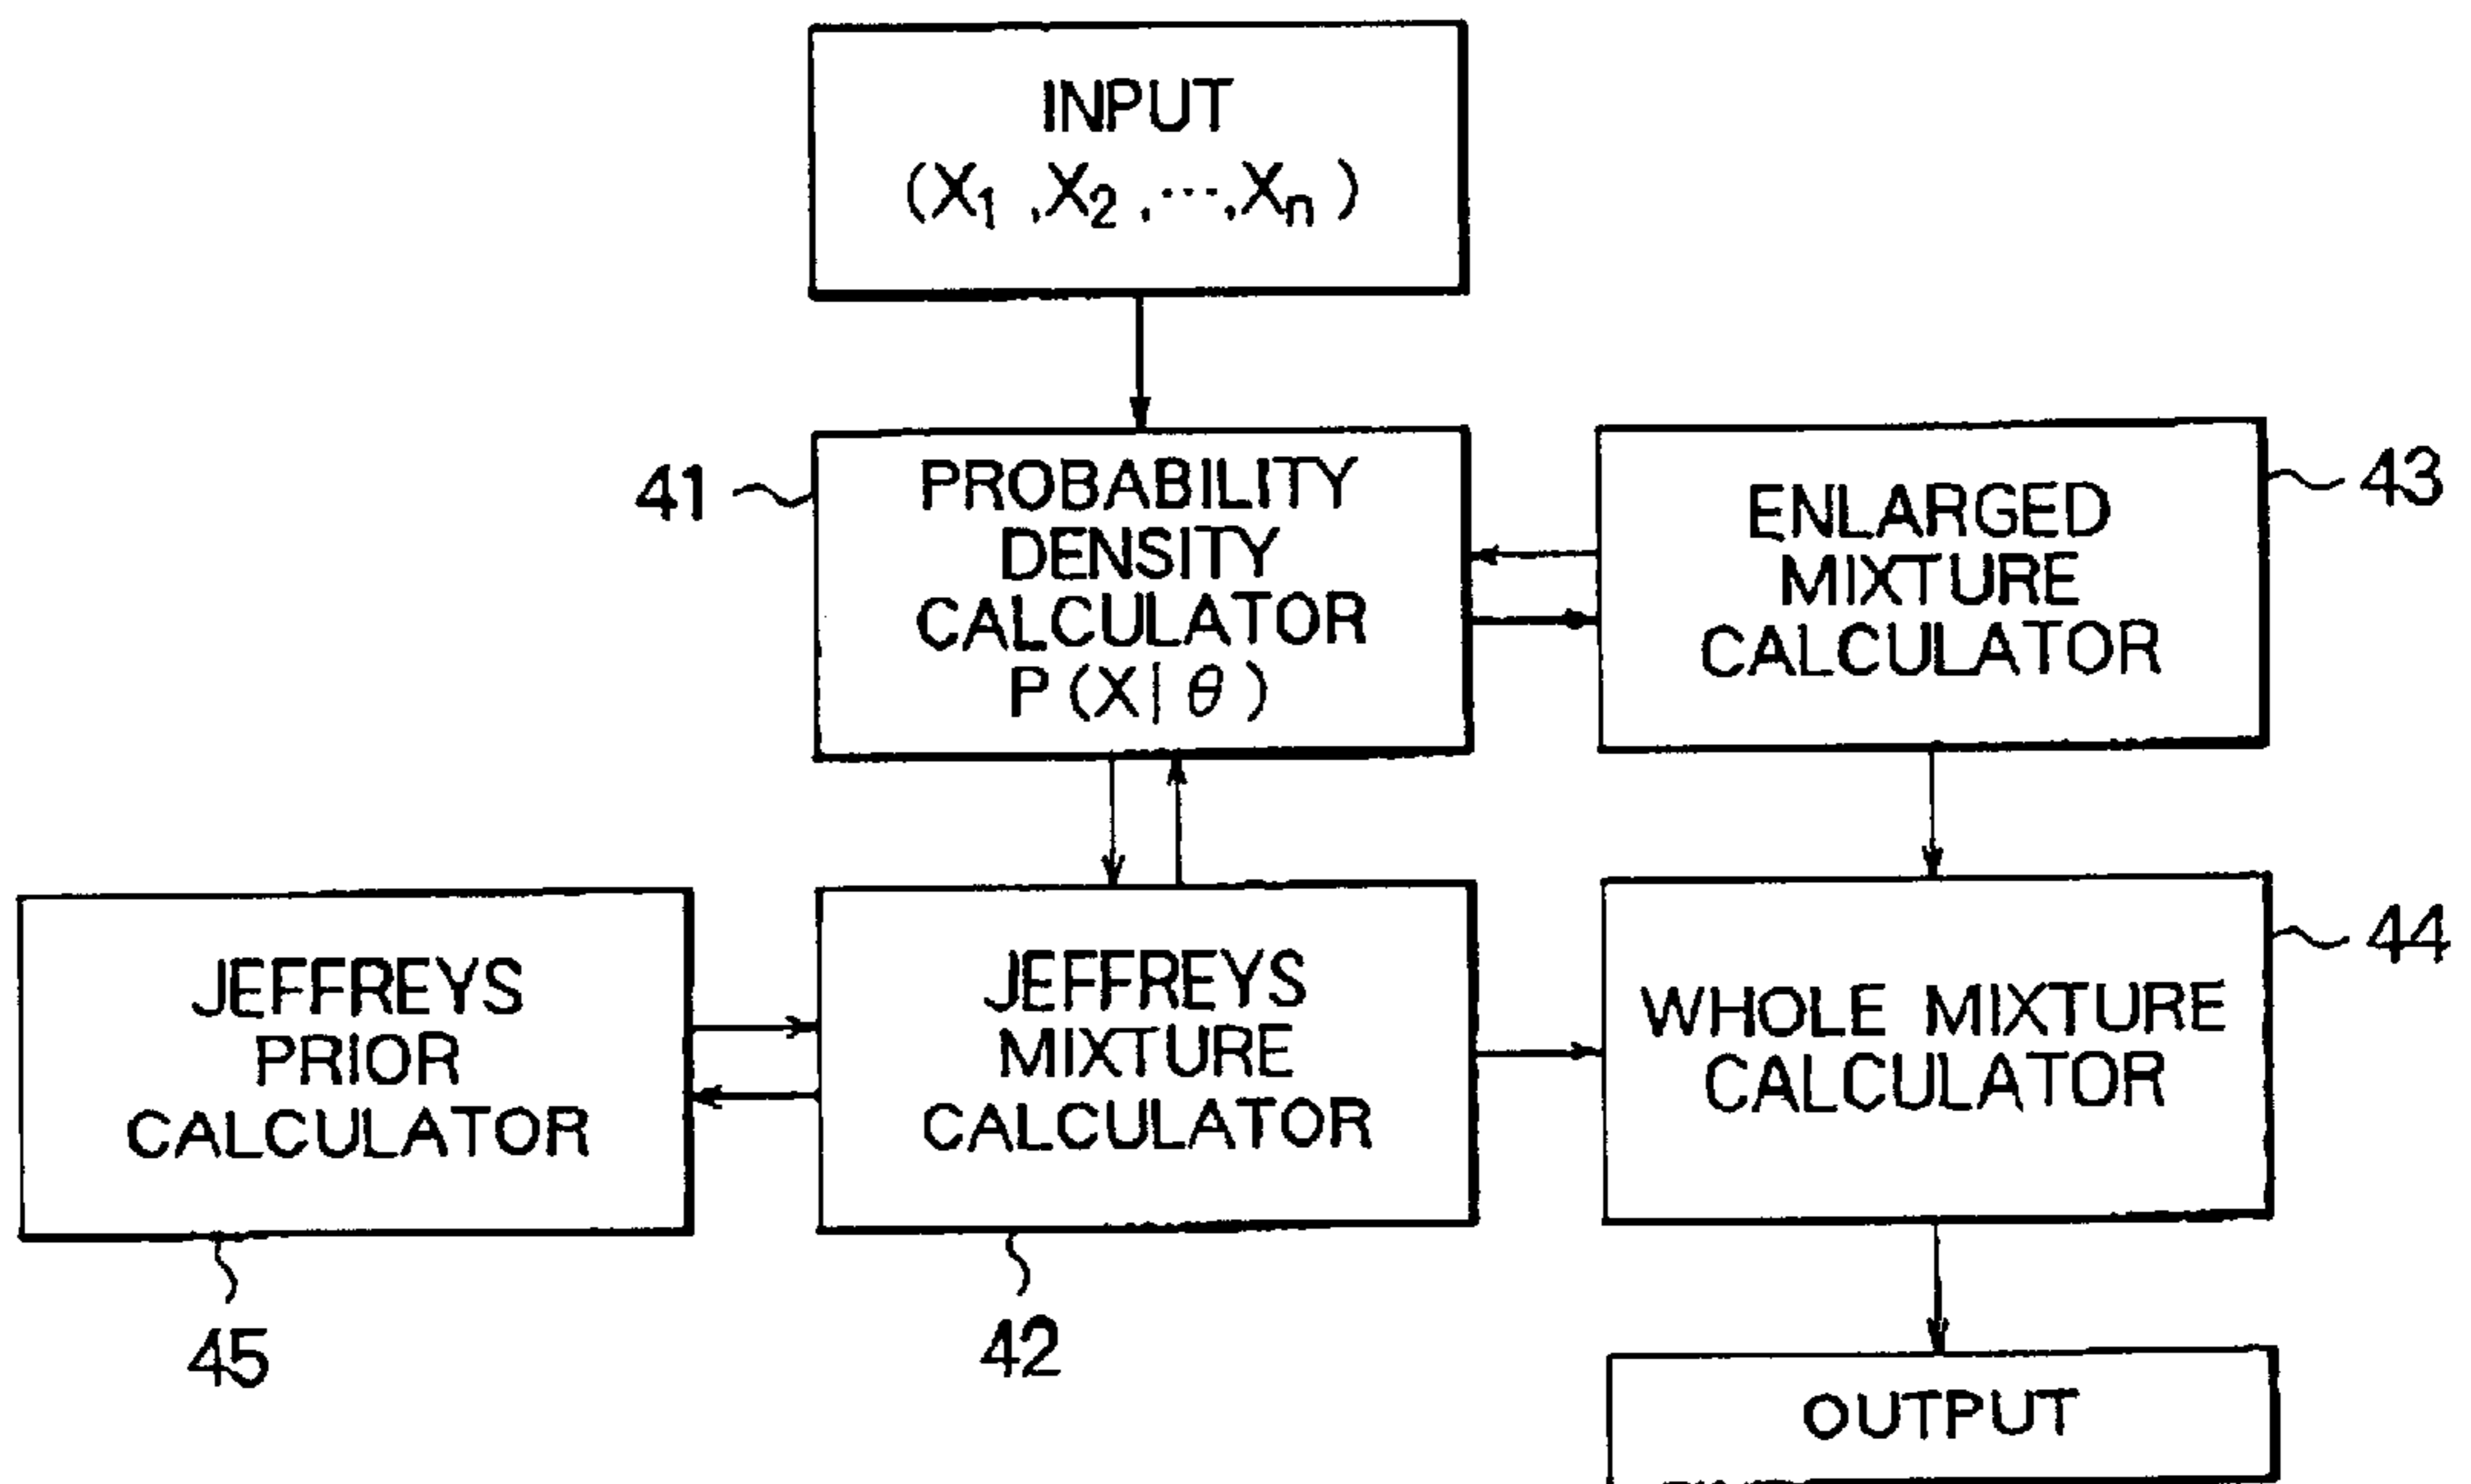 INPUT
(X₁ ,X₂ ,···,Xₙ )
41
PROBABILITY
DENSITY
CALCULATOR
P (X| θ )
ENLARGED
MIXTURE
CALCULATOR
43
JEFFREYS
PRIOR
CALCULATOR
45
JEFFREYS
MIXTURE
CALCULATOR
42
WHOLE MIXTURE
CALCULATOR
44
OUTPUT